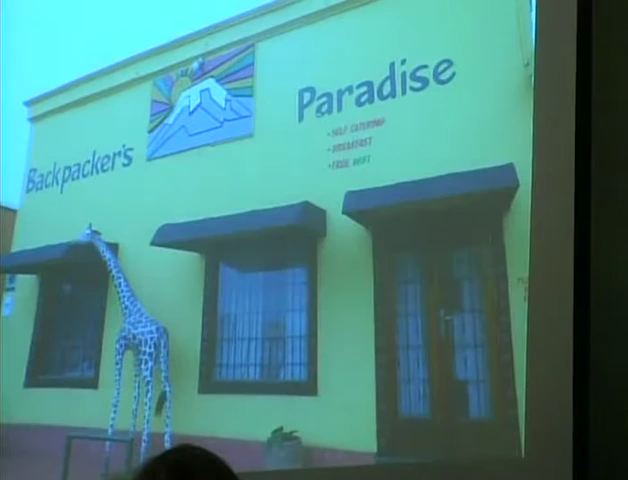 Backpacker's Paradise
• SELF CATERING
• BREAKFAST
• FREE WIFI